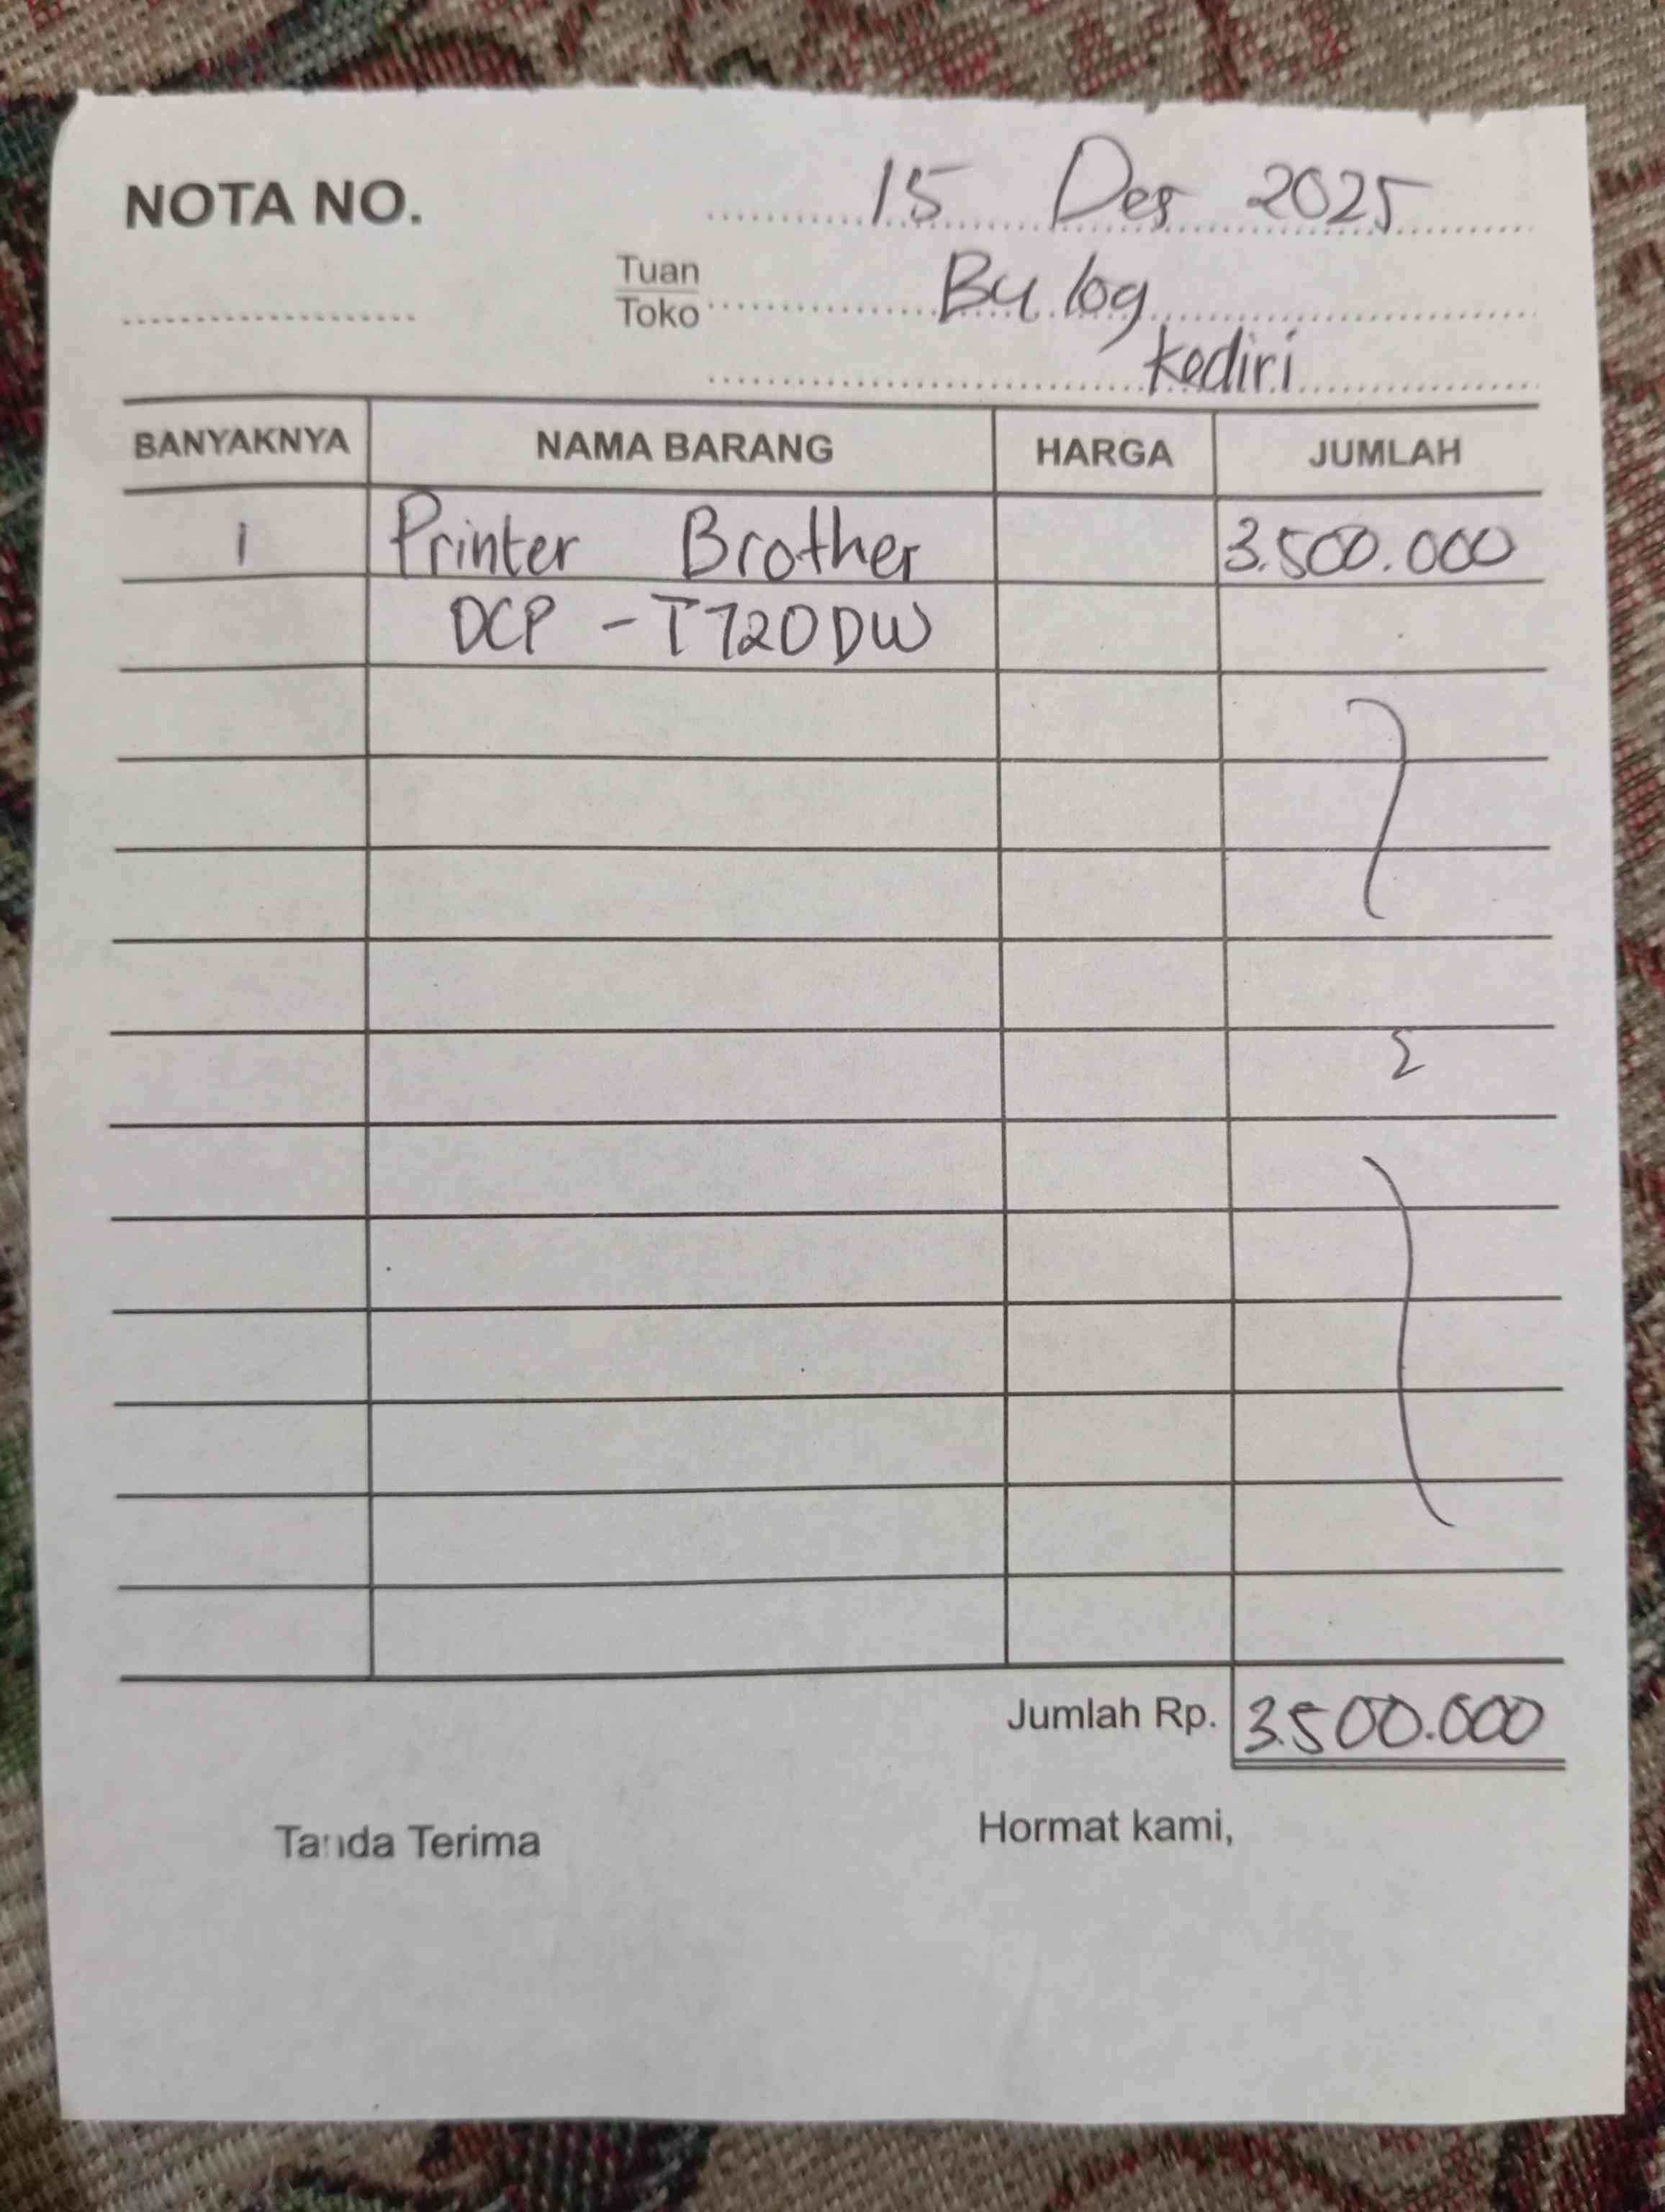 NOTA NO.
15 Des 2025
Tuan
Toko
Bulog
Kediri
BANYAKNYA NAMA BARANG HARGA JUMLAH
1 Printer Brother 3.500.000
DCP - T720DW
Jumlah Rp. 3.500.000
Tanda Terima Hormat kami,